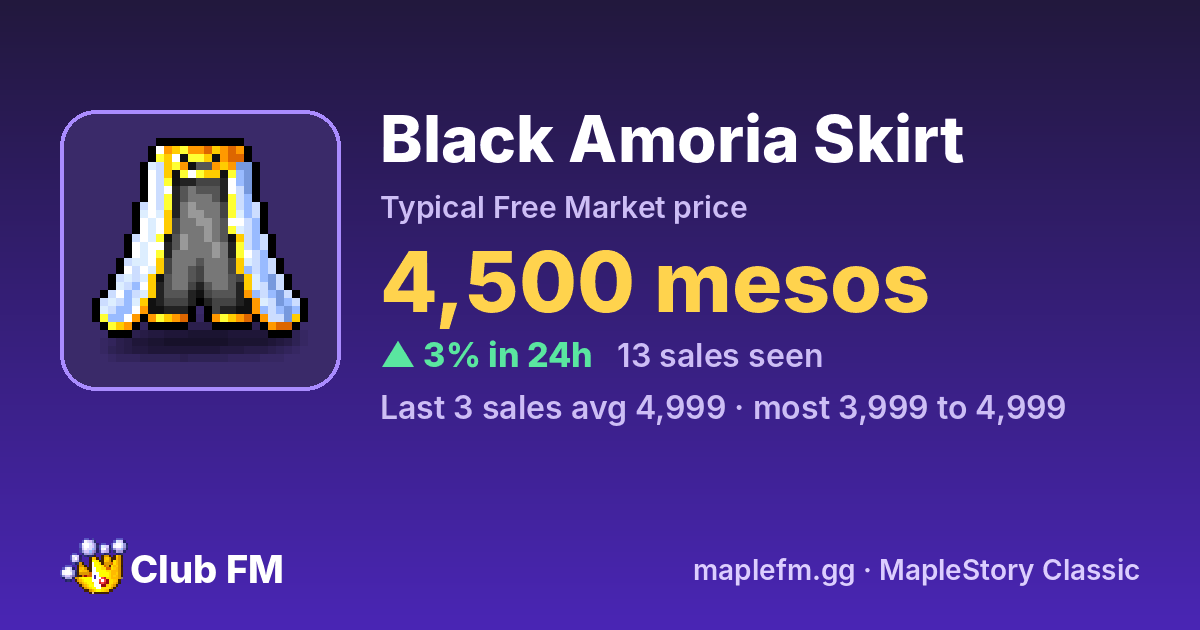 Black Amoria Skirt
Typical Free Market price
4,500 mesos
▲ 3% in 24h 13 sales seen
Last 3 sales avg 4,999 · most 3,999 to 4,999
Club FM
maplefm.gg · MapleStory Classic